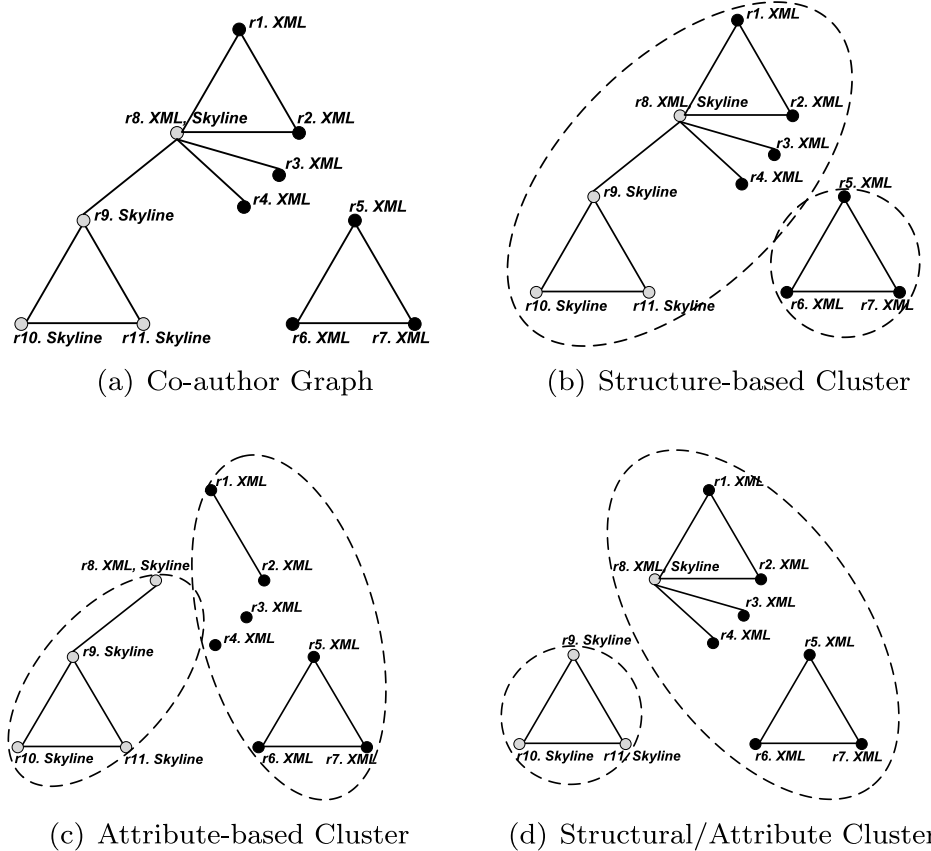 r1. XML
r8. XML, Skyline
r2. XML
r3. XML
r4. XML
r9. Skyline
r5. XML
r10. Skyline
r11. Skyline
r6. XML
r7. XML
(a) Co-author Graph
r1. XML
r8. XML, Skyline
r2. XML
r3. XML
r4. XML
r9. Skyline
r5. XML
r10. Skyline
r11. Skyline
r6. XML
r7. XML
(b) Structure-based Cluster
r1. XML
r8. XML, Skyline
r2. XML
r3. XML
r4. XML
r9. Skyline
r5. XML
r10. Skyline
r11. Skyline
r6. XML
r7. XML
(c) Attribute-based Cluster
r1. XML
r8. XML, Skyline
r2. XML
r3. XML
r4. XML
r9. Skyline
r5. XML
r10. Skyline
r11. Skyline
r6. XML
r7. XML
(d) Structural/Attribute Cluster